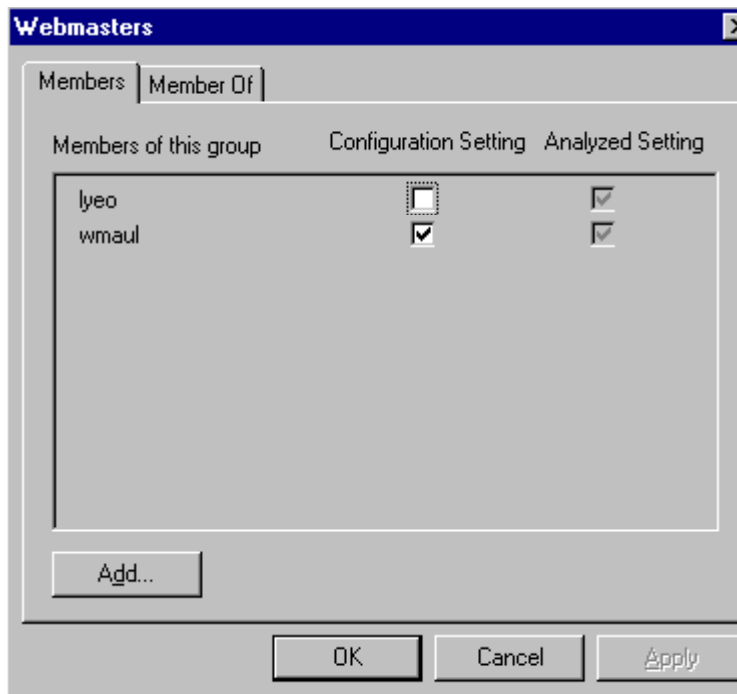 Webmasters
Members Member Of
Members of this group Configuration Setting Analyzed Setting
lyeo
wmaul
Add...
OK Cancel Apply